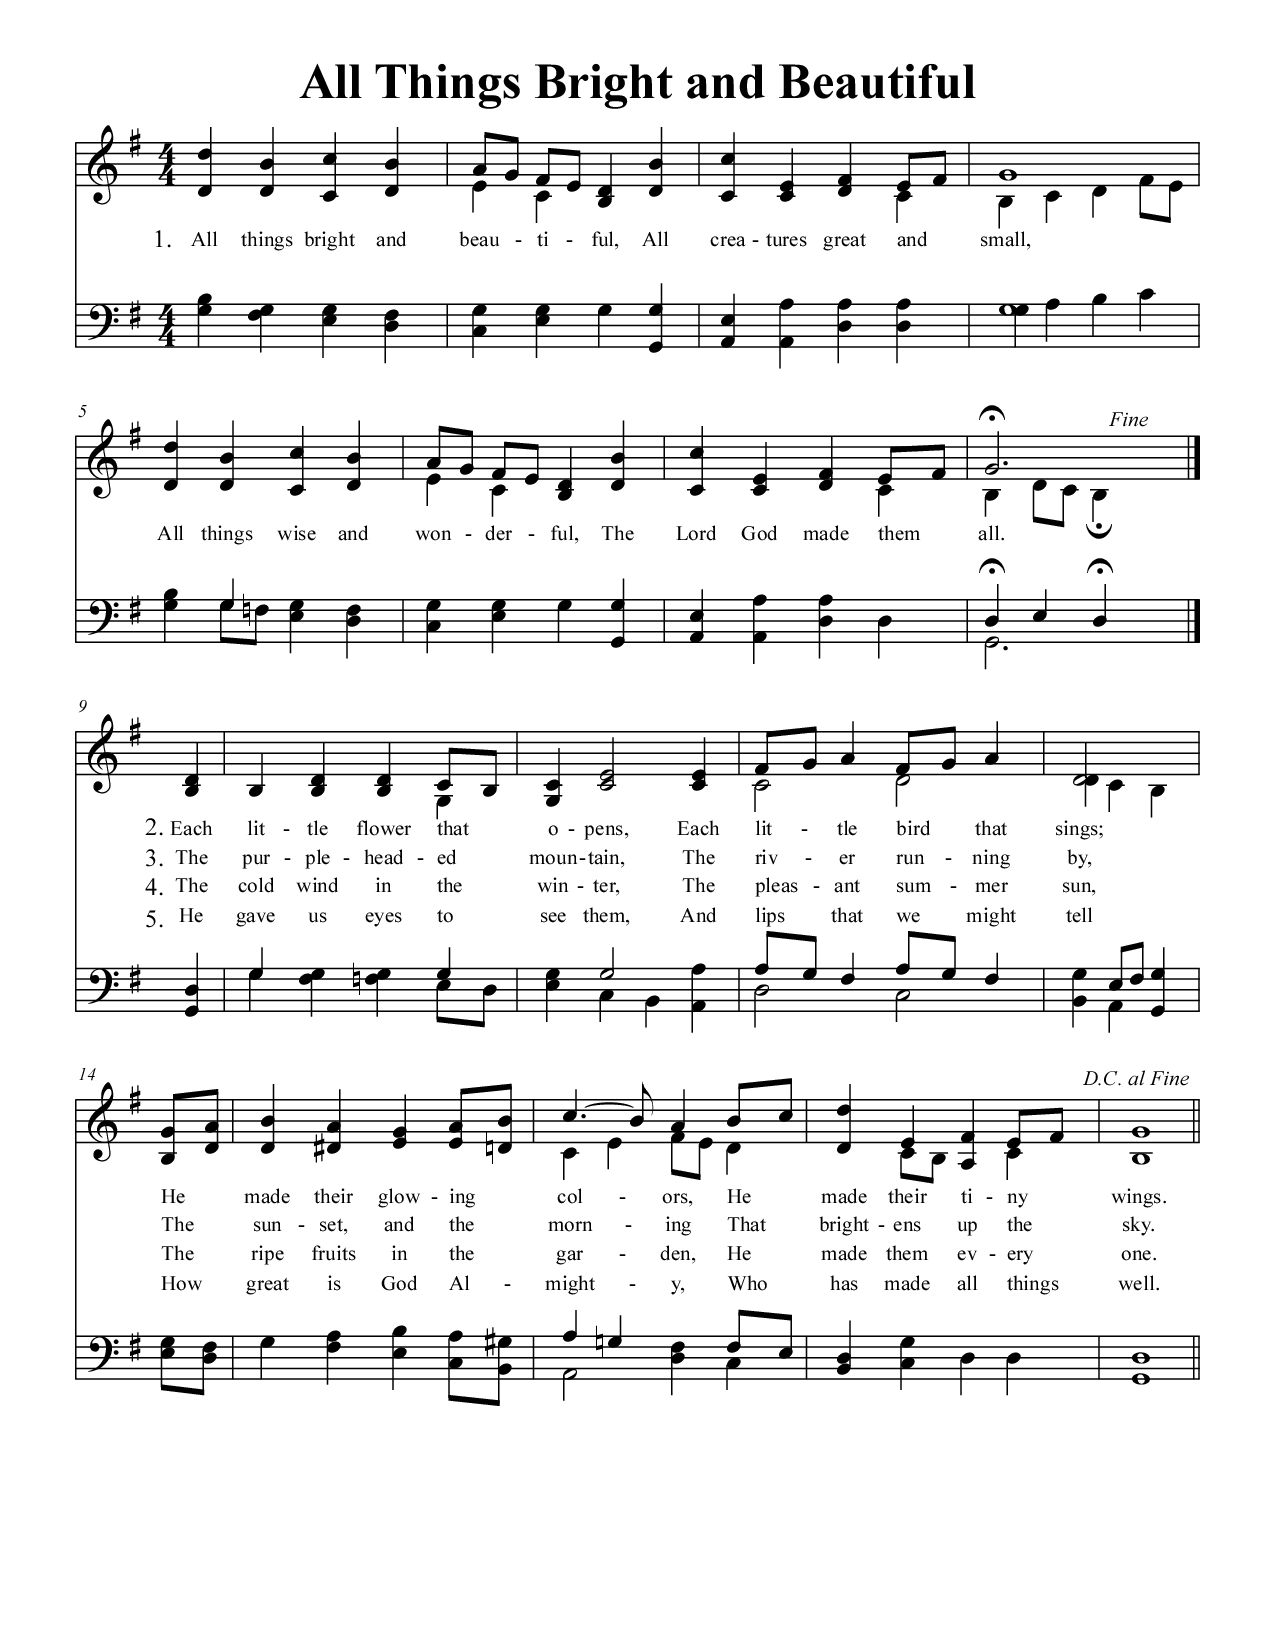 All Things Bright and Beautiful
1. All things bright and beau - ti - ful, All crea - tures great and small,
5
Fine
All things wise and won - der - ful, The Lord God made them all.
9
2. Each lit - tle flower that o - pens, Each lit - tle bird that sings;
3. The pur - ple - head - ed moun - tain, The riv - er run - ning by,
4. The cold wind in the win - ter, The pleas - ant sum - mer sun,
5. He gave us eyes to see them, And lips that we might tell
14
D.C. al Fine
He made their glow - ing col - ors, He made their ti - ny wings.
The sun - set, and the morn - ing That bright - ens up the sky.
The ripe fruits in the gar - den, He made them ev - ery one.
How great is God Al - might - y, Who has made all things well.